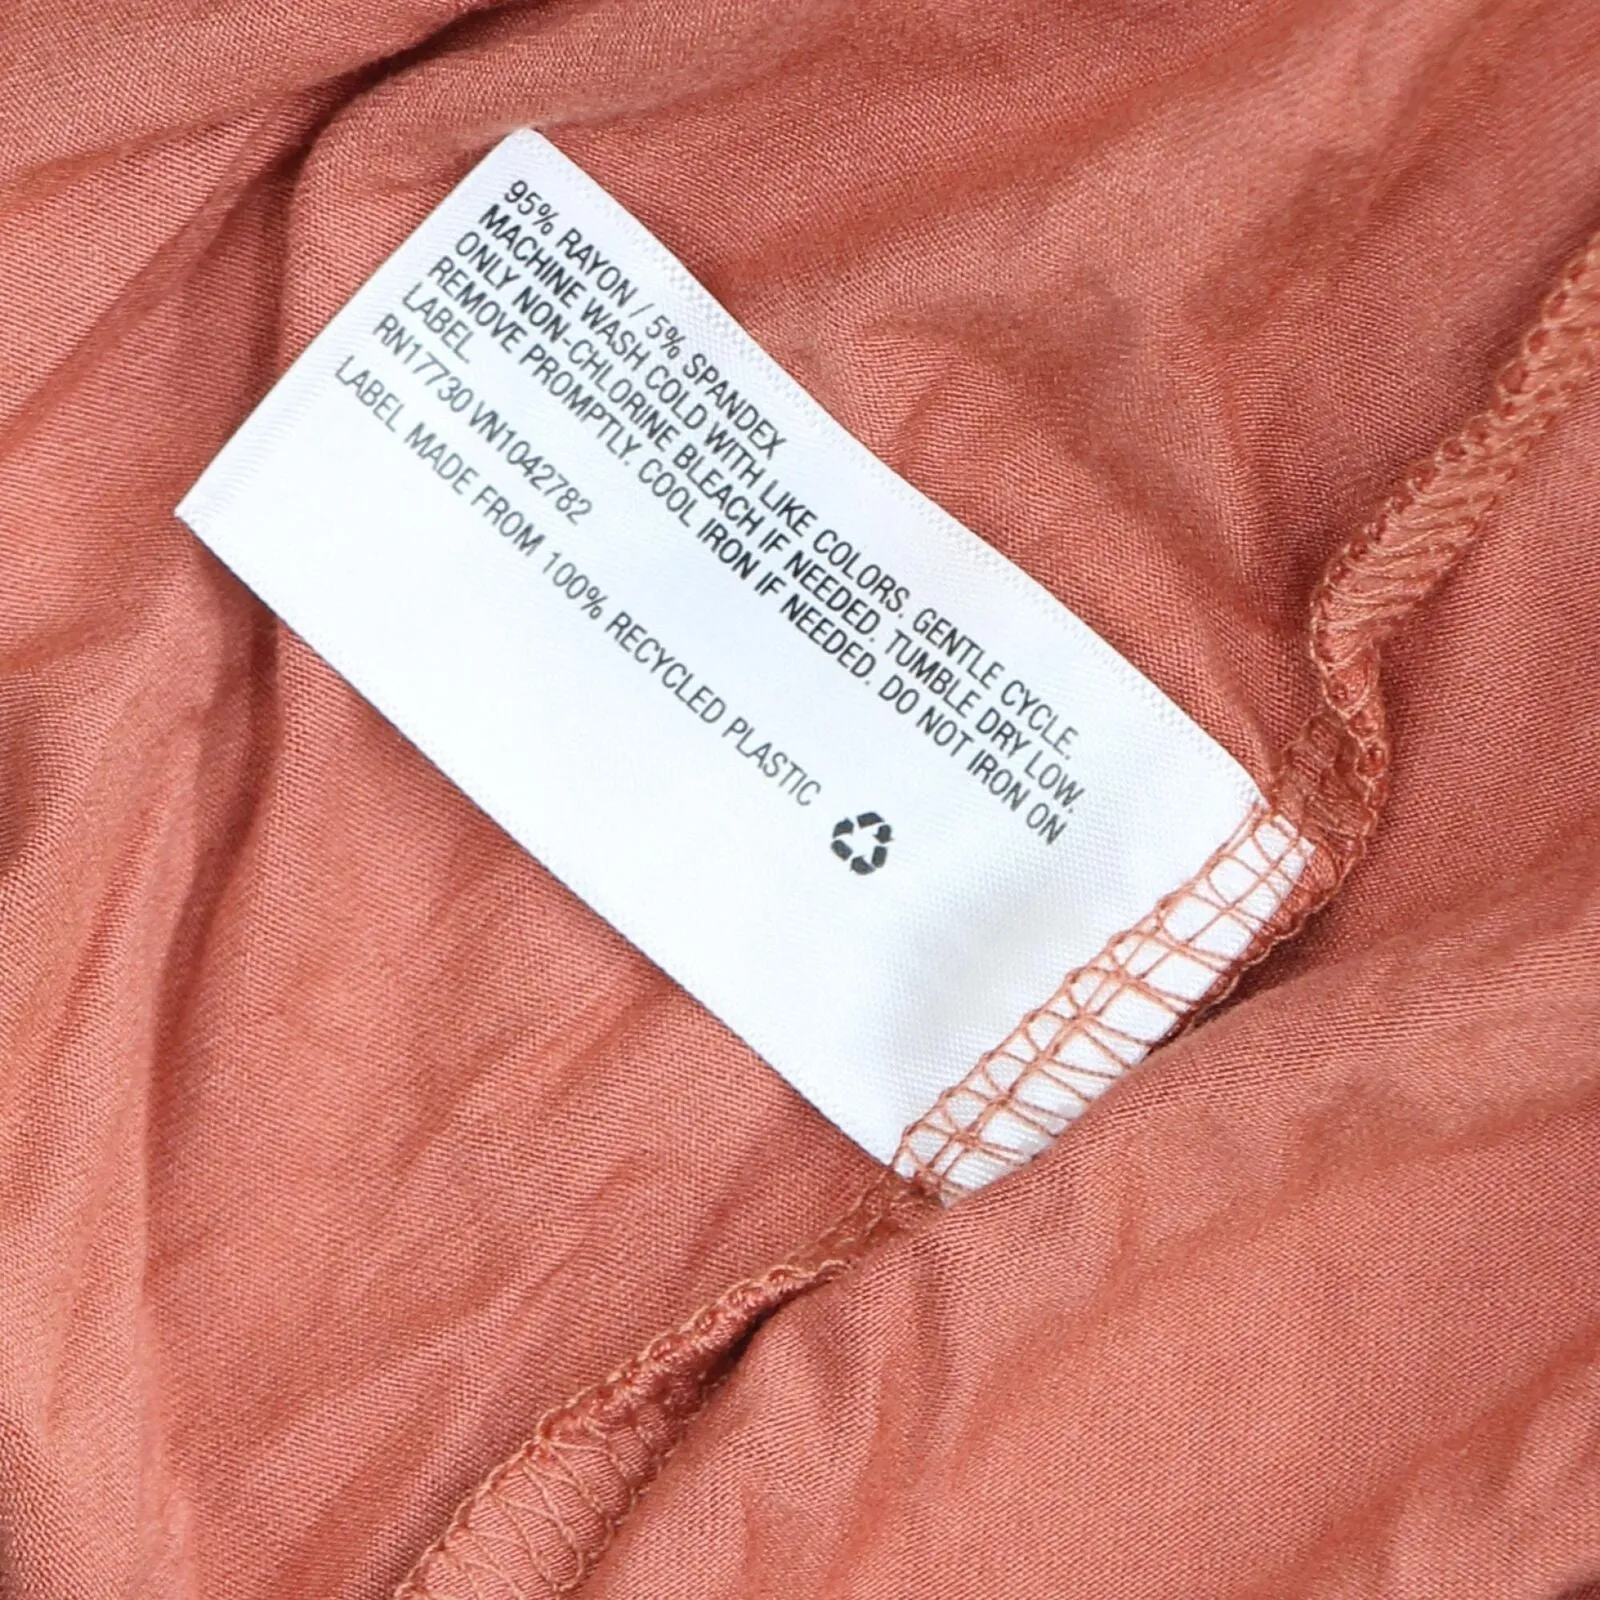 95% RAYON / 5% SPANDEX
MACHINE WASH COLD WITH LIKE COLORS. GENTLE CYCLE.
ONLY NON-CHLORINE BLEACH IF NEEDED. TUMBLE DRY LOW.
REMOVE PROMPTLY. COOL IRON IF NEEDED. DO NOT IRON ON
LABEL.
RN17730 VN1042782
LABEL MADE FROM 100% RECYCLED PLASTIC